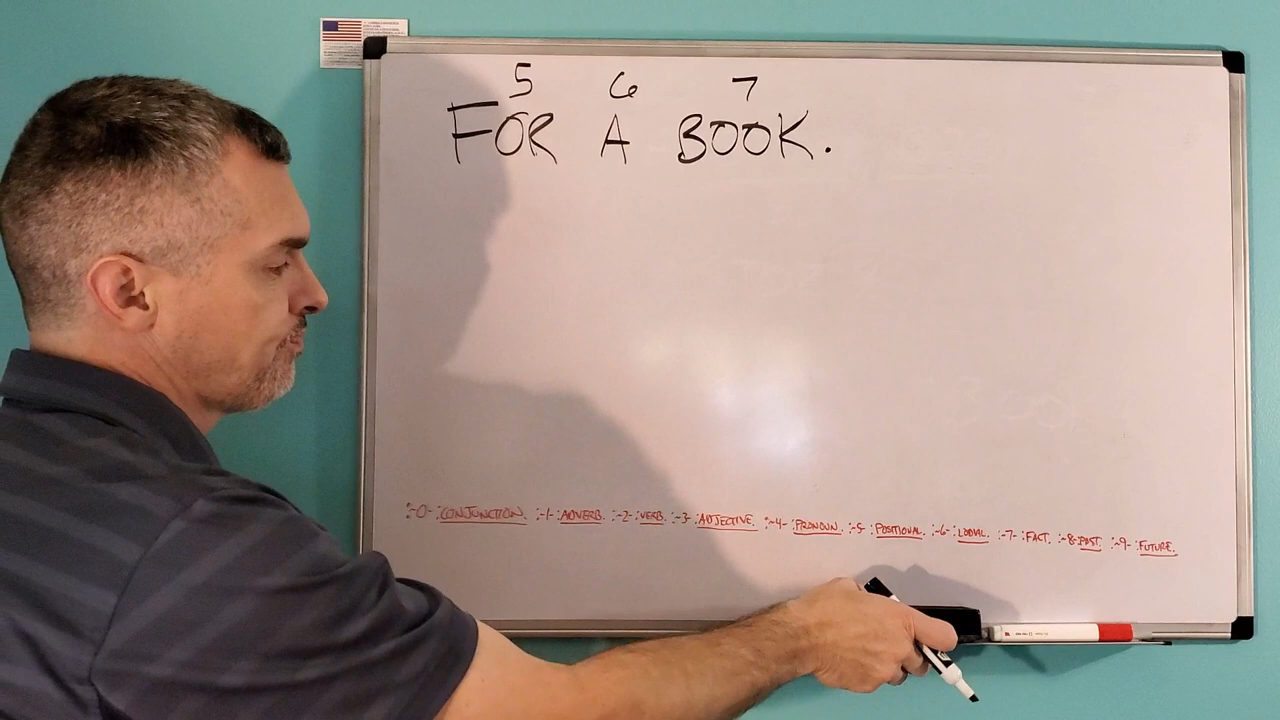 5 6 7
FOR A BOOK.
:~0~ :CONJUNCTION. :~1~ :ADVERB. :~2~ :VERB. :~3~ :ADJECTIVE. :~4~ :PRONOUN. :~5~ :POSITIONAL. :~6~ :LODIAL. :~7~ :FACT. :~8~ :PAST. :~9~ :FUTURE.